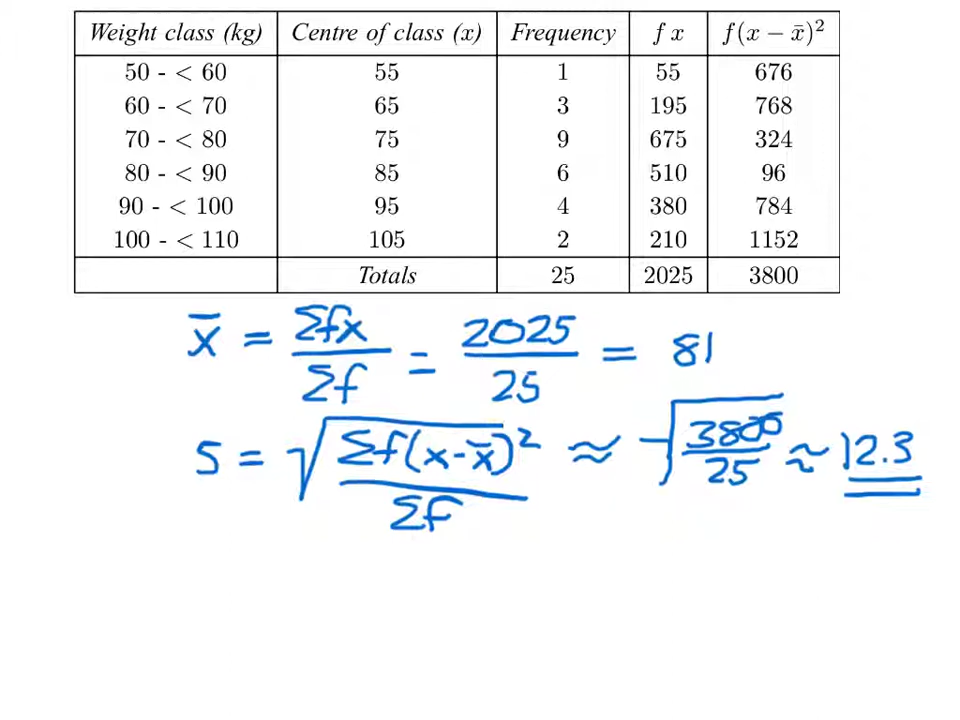 Weight class (kg) Centre of class (x) Frequency f x f(x − x̄)²
50 - < 60 55 1 55 676
60 - < 70 65 3 195 768
70 - < 80 75 9 675 324
80 - < 90 85 6 510 96
90 - < 100 95 4 380 784
100 - < 110 105 2 210 1152
Totals 25 2025 3800
x̄ = Σfx / Σf = 2025 / 25 = 81
S = √(Σf(x-x̄)² / Σf) ≈ √(3800 / 25) ≈ 12.3